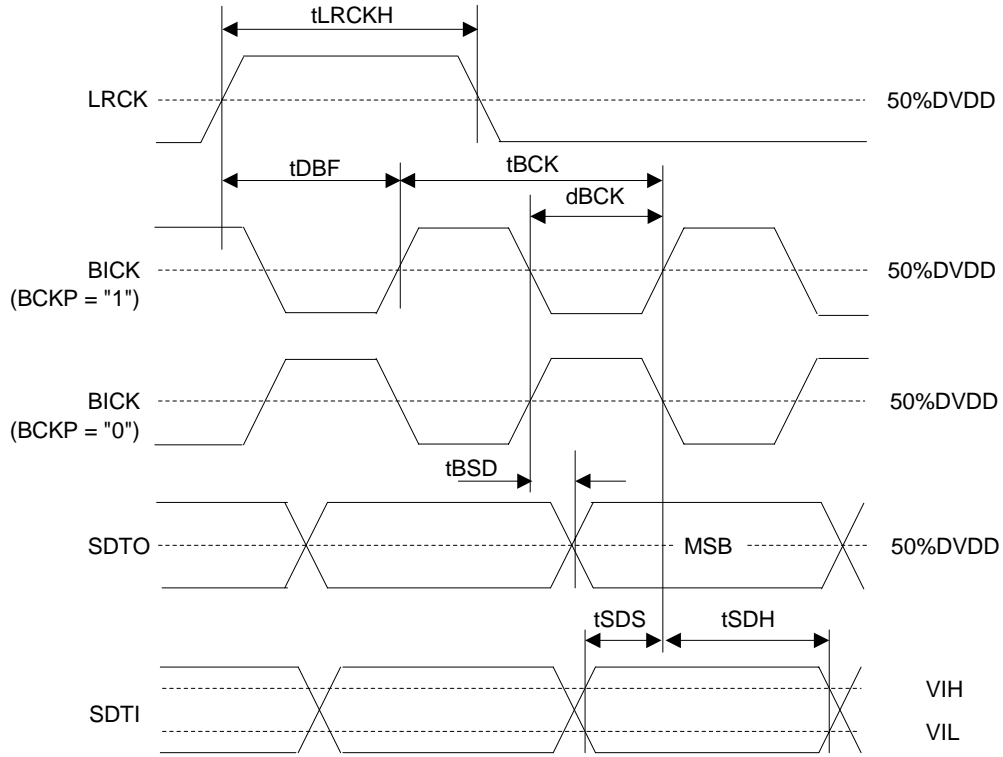 tLRCKH
LRCK
50%DVDD
tDBF
tBCK
dBCK
BICK
(BCKP = "1")
50%DVDD
BICK
(BCKP = "0")
50%DVDD
tBSD
SDTO
MSB
50%DVDD
tSDS
tSDH
SDTI
VIH
VIL